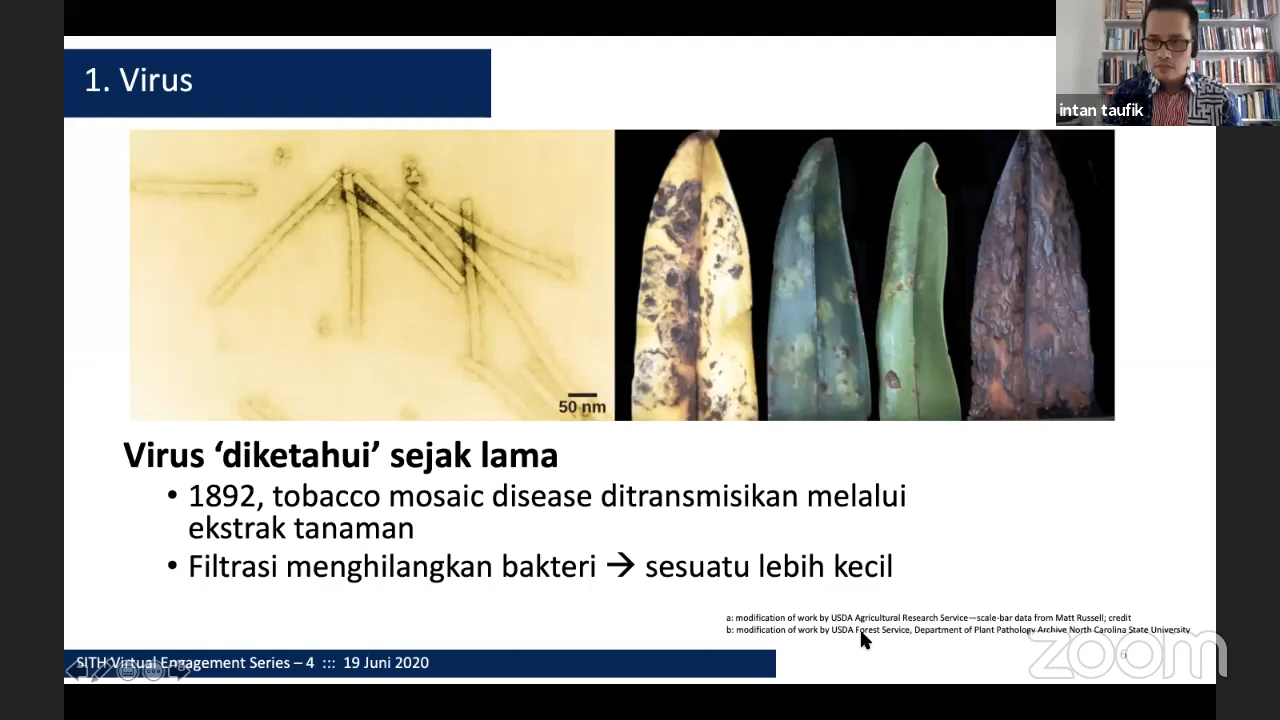 1. Virus
intan taufik
50 nm
Virus ‘diketahui’ sejak lama
• 1892, tobacco mosaic disease ditransmisikan melalui
ekstrak tanaman
• Filtrasi menghilangkan bakteri → sesuatu lebih kecil
a: modification of work by USDA Agricultural Research Service—scale-bar data from Matt Russell; credit
b: modification of work by USDA Forest Service, Department of Plant Pathology Archive North Carolina State University
SITH Virtual Engagement Series – 4 ::: 19 Juni 2020
zoom
6